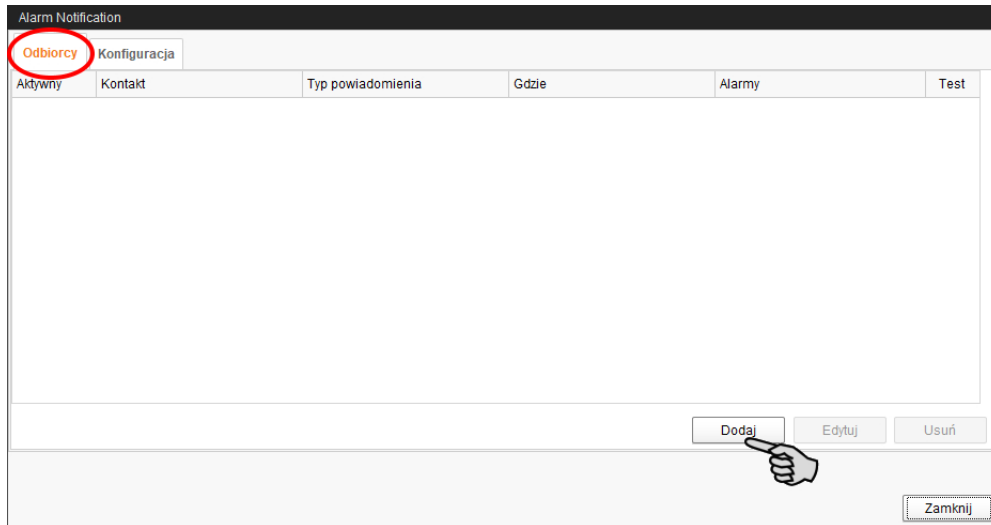 Alarm Notification
Odbiorcy Konfiguracja
Aktywny Kontakt Typ powiadomienia Gdzie Alarmy Test
Dodaj Edytuj Usuń
Zamknij